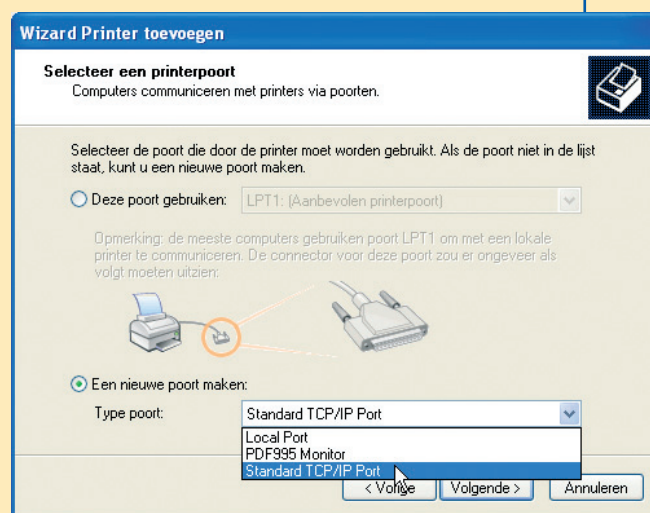 Wizard Printer toevoegen
Selecteer een printerpoort
Computers communiceren met printers via poorten.
Selecteer de poort die door de printer moet worden gebruikt. Als de poort niet in de lijst
staat, kunt u een nieuwe poort maken.
Deze poort gebruiken: LPT1: (Aanbevolen printerpoort)
Opmerking: de meeste computers gebruiken poort LPT1 om met een lokale
printer te communiceren. De connector voor deze poort zou er ongeveer als
volgt moeten uitzien:
Een nieuwe poort maken:
Type poort: Standard TCP/IP Port
Local Port
PDF995 Monitor
Standard TCP/IP Port
< Vorige Volgende > Annuleren